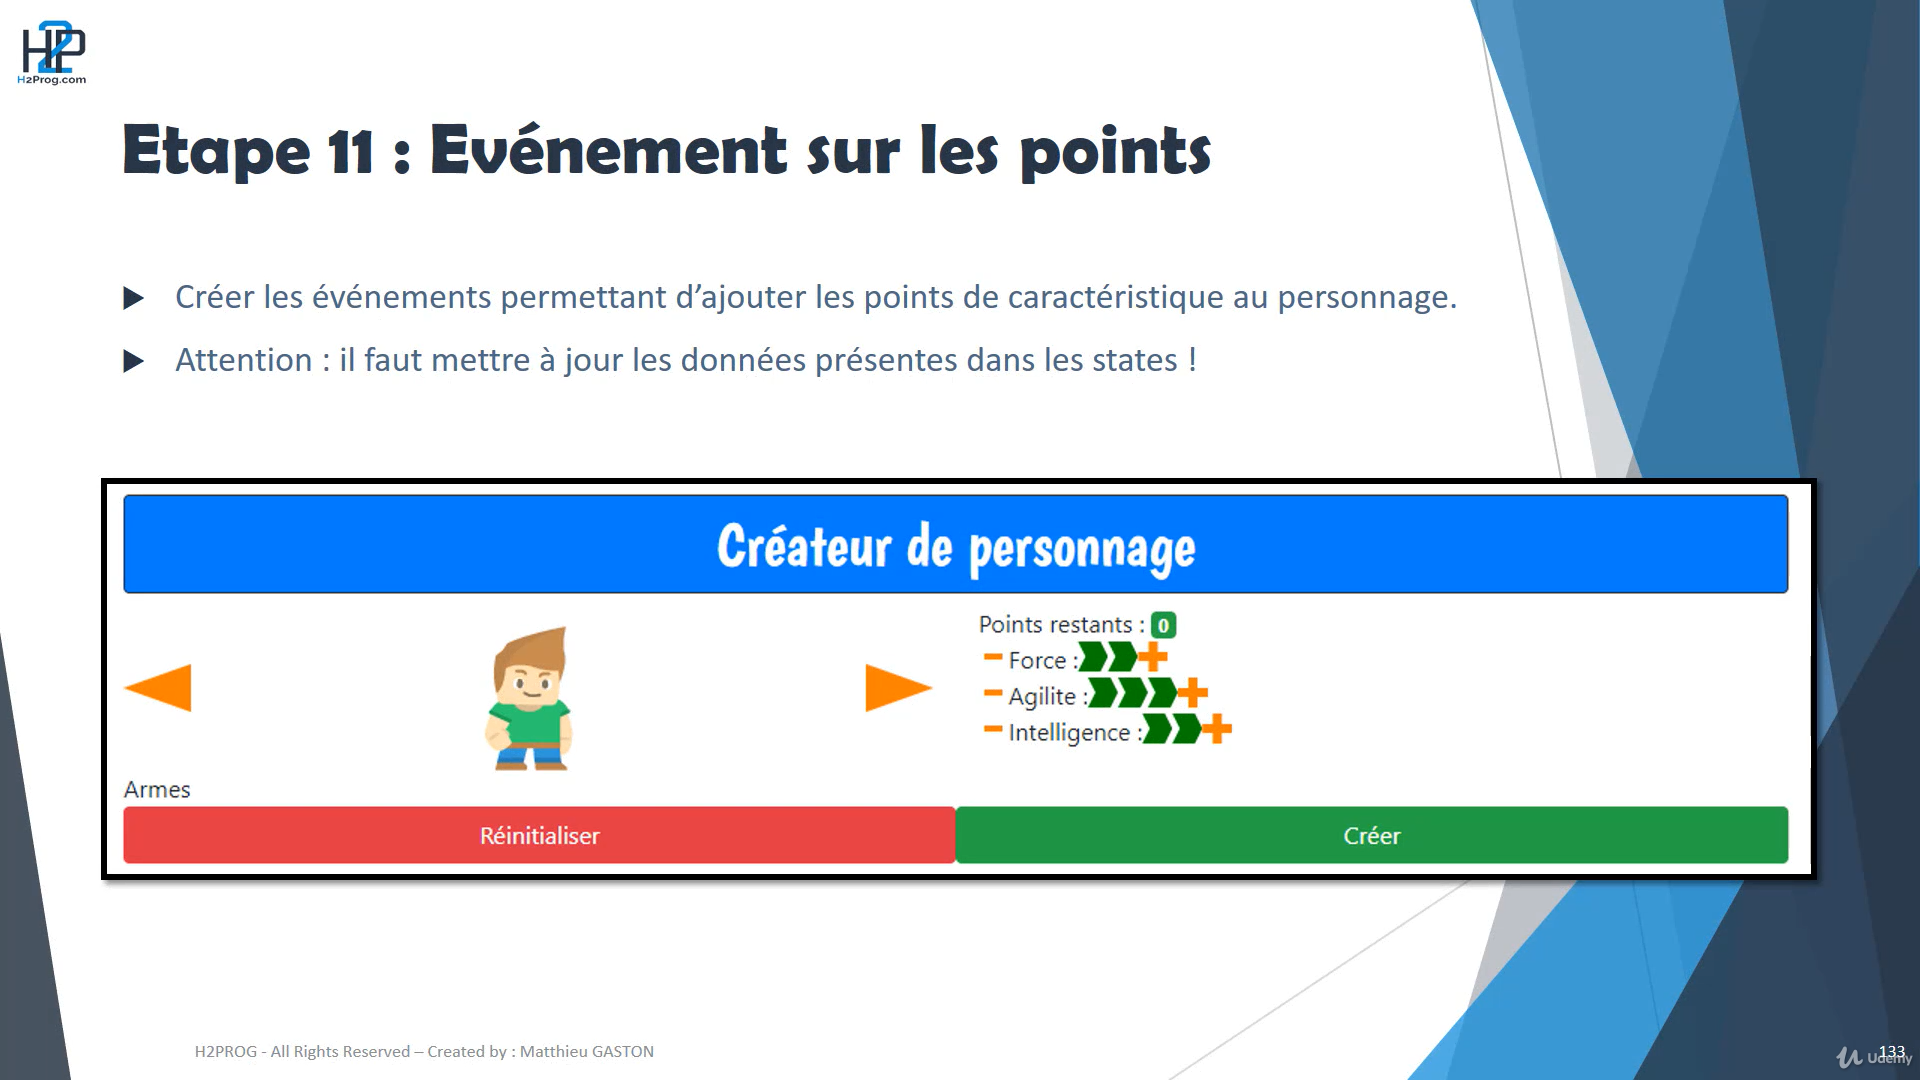 H2P
H2Prog.com
Etape 11 : Evénement sur les points
Créer les événements permettant d’ajouter les points de caractéristique au personnage.
Attention : il faut mettre à jour les données présentes dans les states !
Créateur de personnage
Points restants : 0
Force :
Agilite :
Intelligence :
Armes
Réinitialiser
Créer
H2PROG - All Rights Reserved – Created by : Matthieu GASTON
133
Udemy